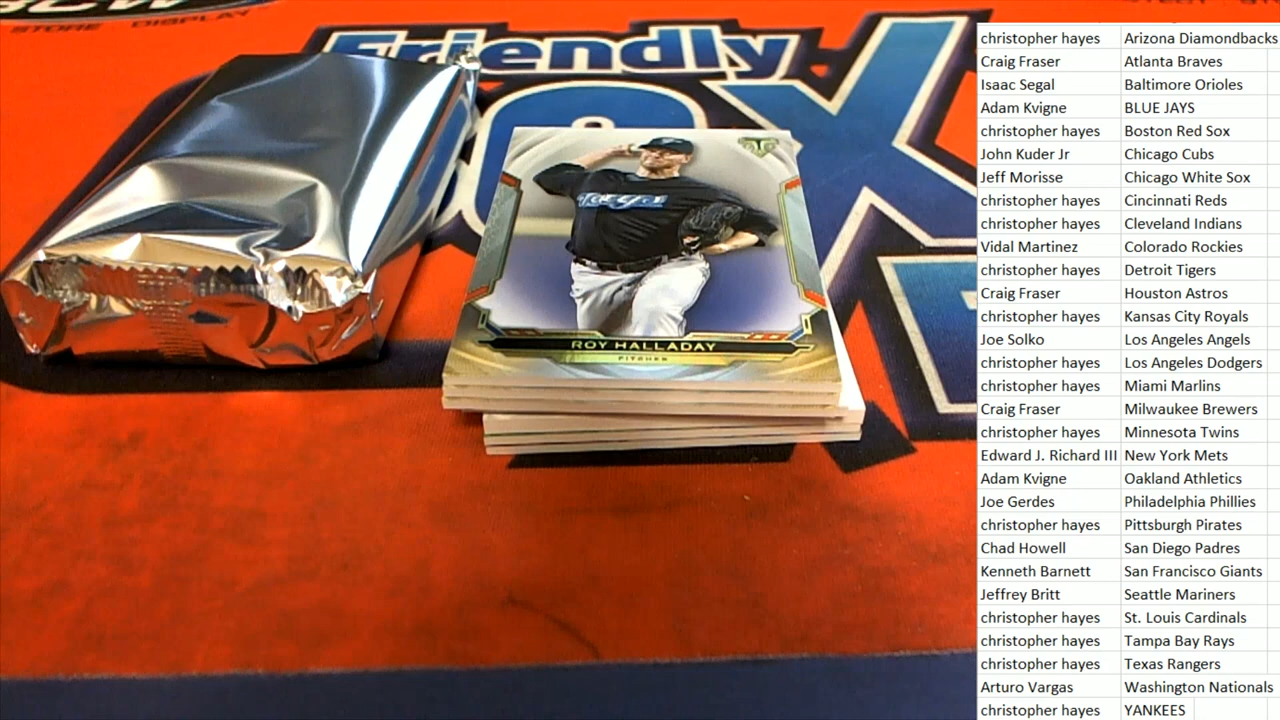 STORE DISPLAY
Friendly
BOX
Jays
ROY HALLADAY
PITCHER
christopher hayes Arizona Diamondbacks
Craig Fraser Atlanta Braves
Isaac Segal Baltimore Orioles
Adam Kvigne BLUE JAYS
christopher hayes Boston Red Sox
John Kuder Jr Chicago Cubs
Jeff Morisse Chicago White Sox
christopher hayes Cincinnati Reds
christopher hayes Cleveland Indians
Vidal Martinez Colorado Rockies
christopher hayes Detroit Tigers
Craig Fraser Houston Astros
christopher hayes Kansas City Royals
Joe Solko Los Angeles Angels
christopher hayes Los Angeles Dodgers
christopher hayes Miami Marlins
Craig Fraser Milwaukee Brewers
christopher hayes Minnesota Twins
Edward J. Richard III New York Mets
Adam Kvigne Oakland Athletics
Joe Gerdes Philadelphia Phillies
christopher hayes Pittsburgh Pirates
Chad Howell San Diego Padres
Kenneth Barnett San Francisco Giants
Jeffrey Britt Seattle Mariners
christopher hayes St. Louis Cardinals
christopher hayes Tampa Bay Rays
christopher hayes Texas Rangers
Arturo Vargas Washington Nationals
christopher hayes YANKEES